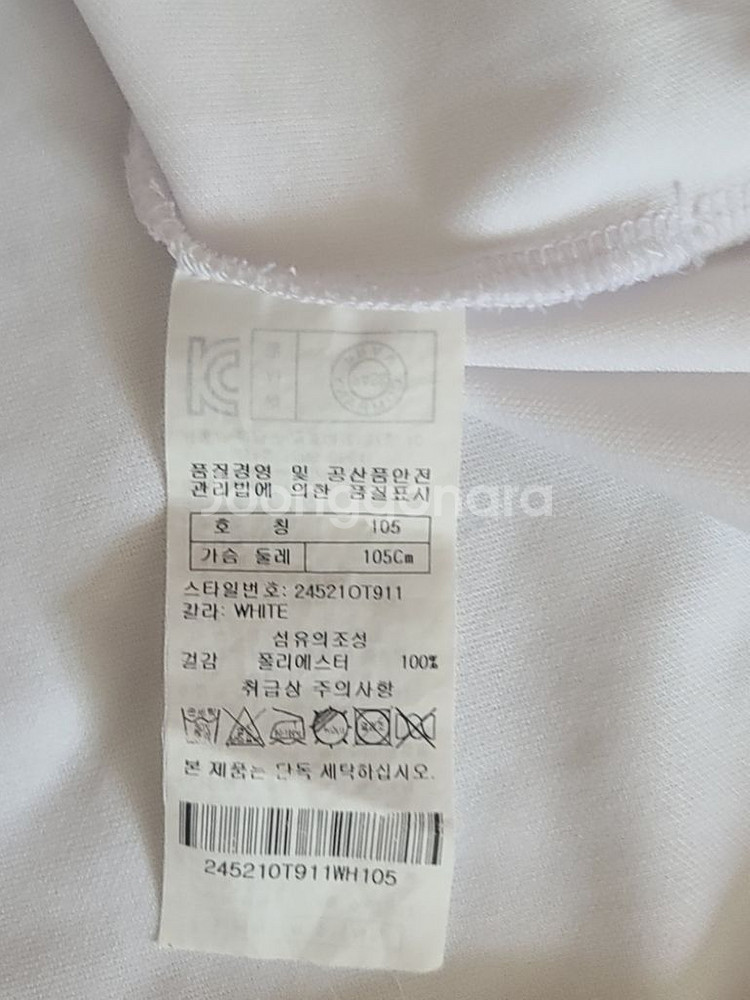 품질경영 및 공산품안전
관리법에 의한 품질표시
Joonggonara
호 칭 105
가슴 둘레 105Cm
스타일번호: 245210T911
칼라: WHITE
섬유의조성
겉감 폴리에스터 100%
취급상 주의사항
본 제품는 단독 세탁하십시오.
245210T911WH105